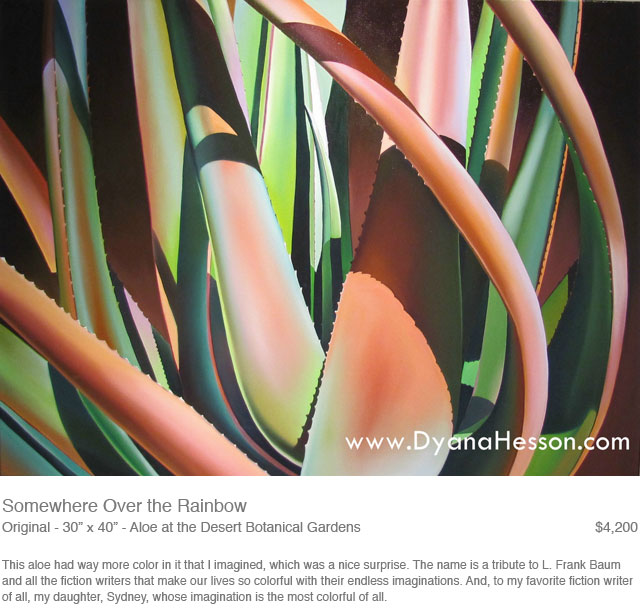 www.DyanaHesson.com
Somewhere Over the Rainbow
Original - 30” x 40” - Aloe at the Desert Botanical Gardens $4,200
This aloe had way more color in it that I imagined, which was a nice surprise. The name is a tribute to L. Frank Baum
and all the fiction writers that make our lives so colorful with their endless imaginations. And, to my favorite fiction writer
of all, my daughter, Sydney, whose imagination is the most colorful of all.